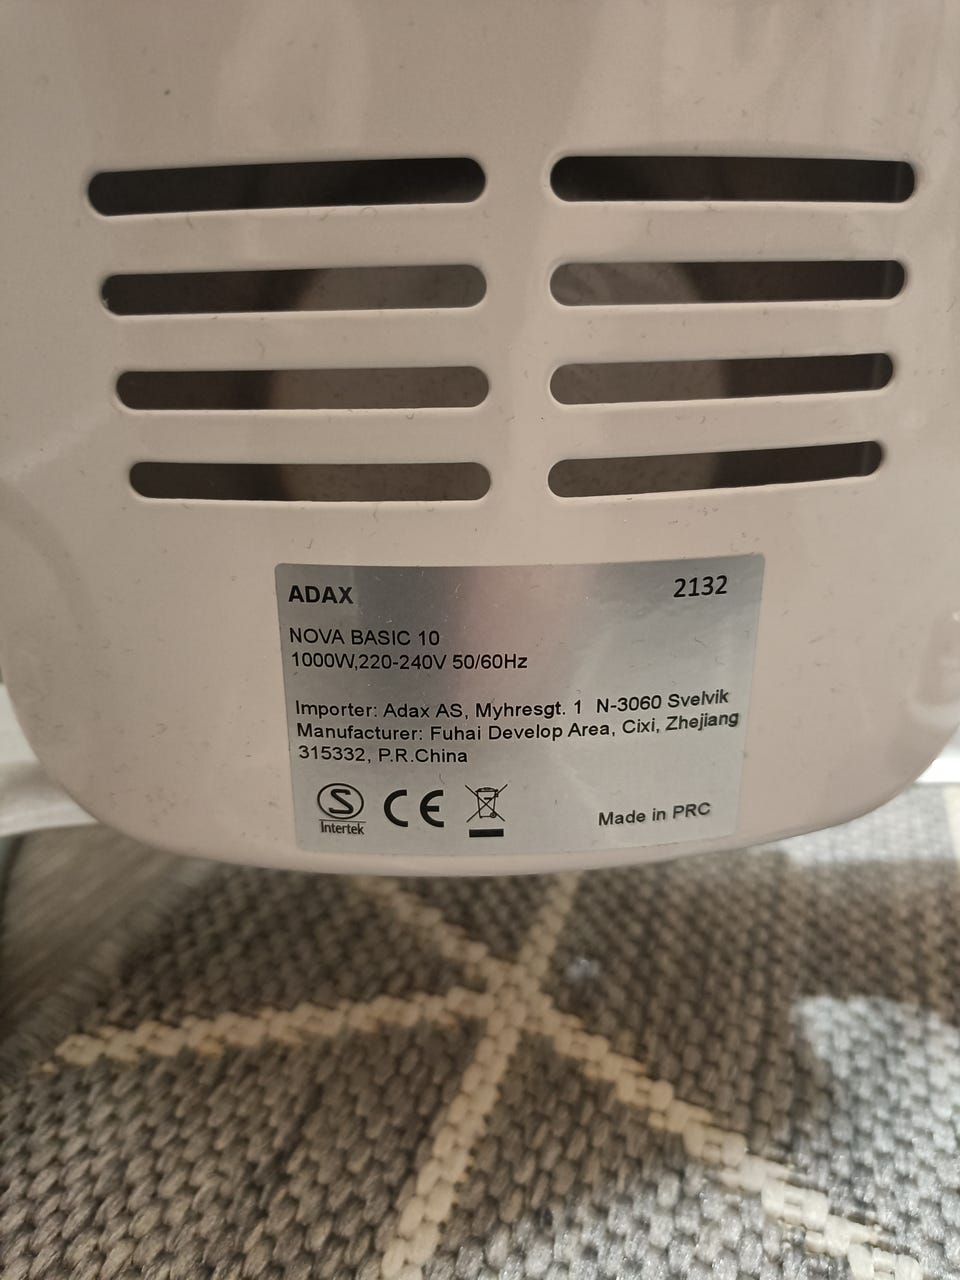 ADAX 2132
NOVA BASIC 10
1000W,220-240V 50/60Hz
Importer: Adax AS, Myhresgt. 1 N-3060 Svelvik
Manufacturer: Fuhai Develop Area, Cixi, Zhejiang
315332, P.R.China
S
Intertek
CE
Made in PRC